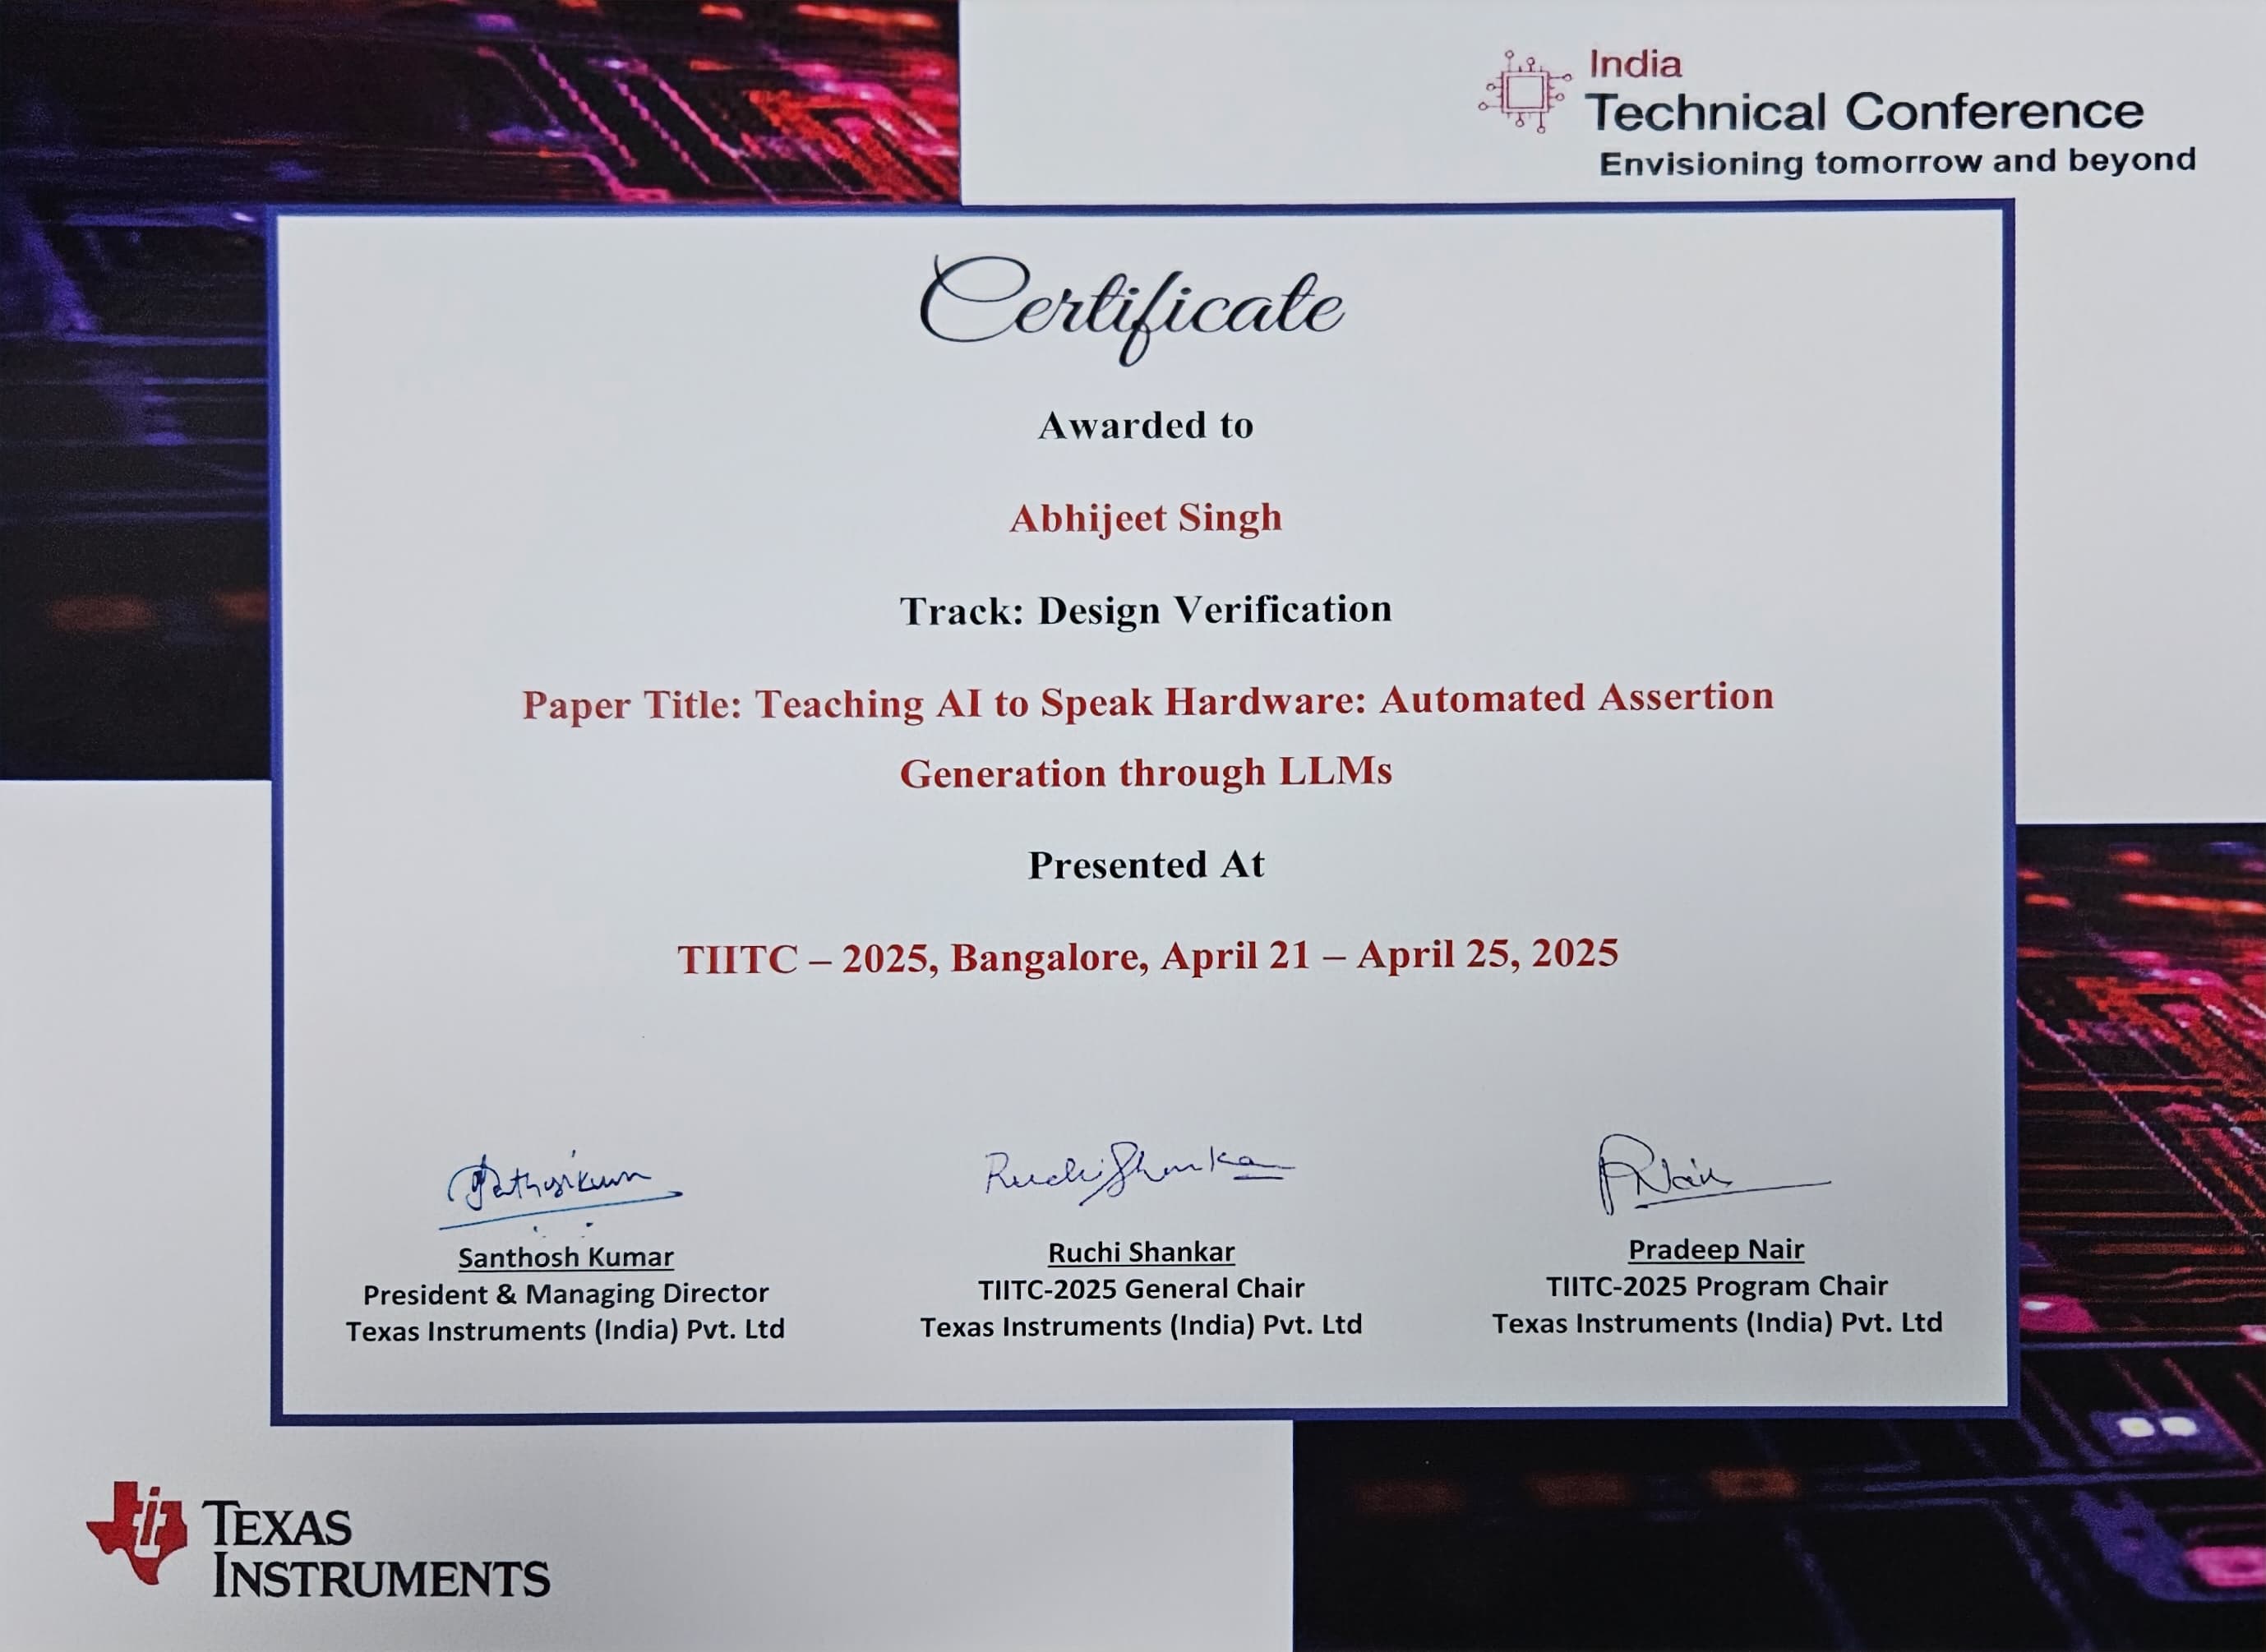 India
Technical Conference
Envisioning tomorrow and beyond
Certificate
Awarded to
Abhijeet Singh
Track: Design Verification
Paper Title: Teaching AI to Speak Hardware: Automated Assertion
Generation through LLMs
Presented At
TIITC – 2025, Bangalore, April 21 – April 25, 2025
Santhosh Kumar
President & Managing Director
Texas Instruments (India) Pvt. Ltd
Ruchi Shankar
Ruchi Shankar
TIITC-2025 General Chair
Texas Instruments (India) Pvt. Ltd
PNair
Pradeep Nair
TIITC-2025 Program Chair
Texas Instruments (India) Pvt. Ltd
TEXAS
INSTRUMENTS